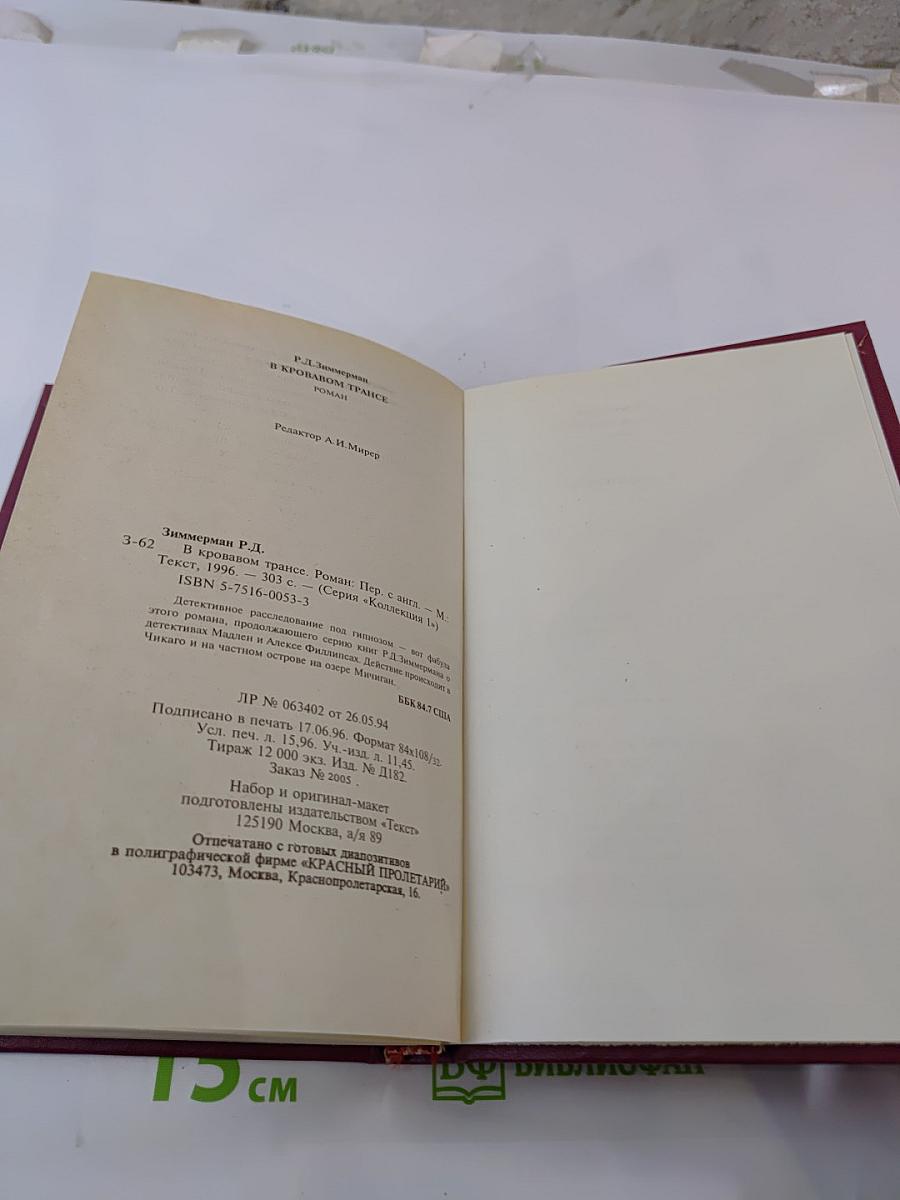 Р.Д.Зиммерман
В КРОВАВОМ ТРАНСЕ
РОМАН
Редактор А.И.Мирер
Зиммерман Р.Д.
З-62 В кровавом трансе. Роман: Пер. с англ. — М.:
Текст, 1996. — 303 с. — (Серия «Коллекция 1»)
ISBN 5-7516-0053-3
Детективное расследование под гипнозом — вот фабула
этого романа, продолжающего серию книг Р.Д.Зиммермана о
детективах Мадлен и Алексе Филлипсах. Действие происходит в
Чикаго и на частном острове на озере Мичиган.
ББК 84.7 США
ЛР № 063402 от 26.05.94
Подписано в печать 17.06.96. Формат 84x108/32.
Усл. печ. л. 15,96. Уч.-изд. л. 11,45.
Тираж 12 000 экз. Изд. № Д182.
Заказ № 2005 .
Набор и оригинал-макет
подготовлены издательством «Текст»
125190 Москва, а/я 89
Отпечатано с готовых диапозитивов
в полиграфической фирме «КРАСНЫЙ ПРОЛЕТАРИЙ»
103473, Москва, Краснопролетарская, 16.
15 см
БФ БИБЛИОФАН